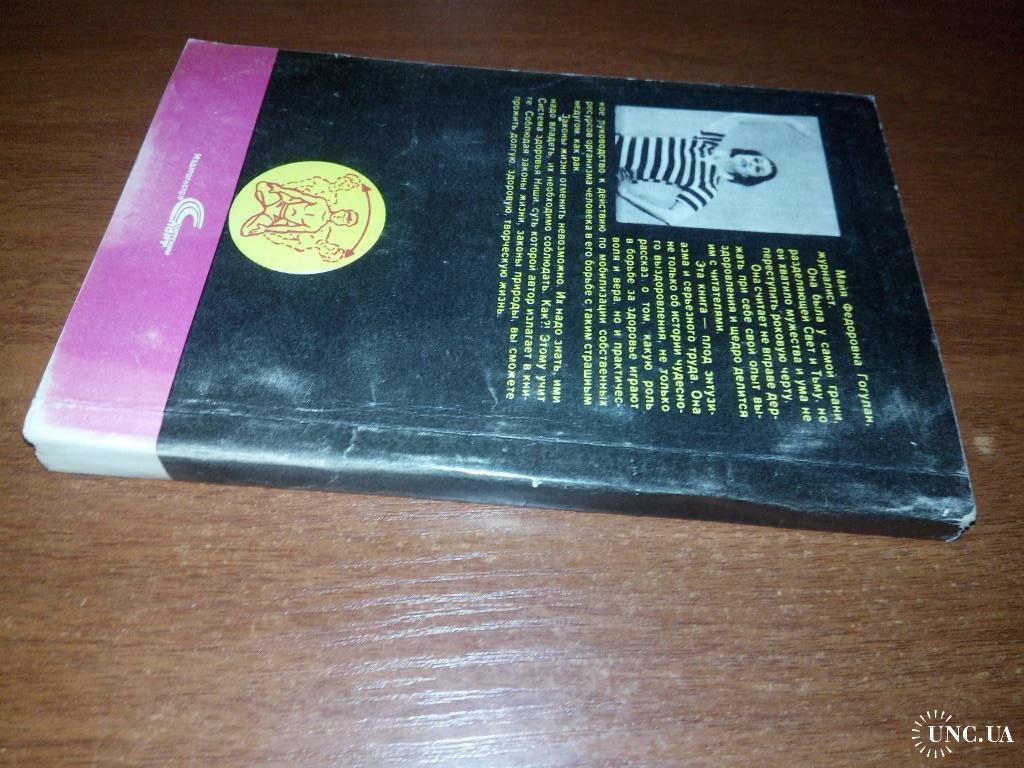 Майя Федоровна Гогулан,
журналист.
Она была у самой грани,
разделяющей Свет и Тьму, но
ей хватило мужества и ума не
переступить роковую черту.
Она считает не вправе дер-
жать при себе свой опыт вы-
здоровления и щедро делится
им с читателями.
Эта книга — плод энтузи-
азма и серьезного труда. Она
не только об истории чудесно-
го выздоровления, не только
рассказ о том, какую роль
в борьбе за здоровье играют
воля и вера, но и практичес-
кое руководство к действию по мобилизации собственных
ресурсов организма человека в его борьбе с таким страшным
недугом, как рак.
Законы жизни отменить невозможно. Их надо знать, ими
надо владеть, их необходимо соблюдать. Как?! Этому учит
Система здоровья Ниши, суть которой автор излагает в кни-
ге. Соблюдая законы жизни, законы природы, вы сможете
прожить долгую, здоровую, творческую жизнь.
Издательство
спорт
UNC.UA